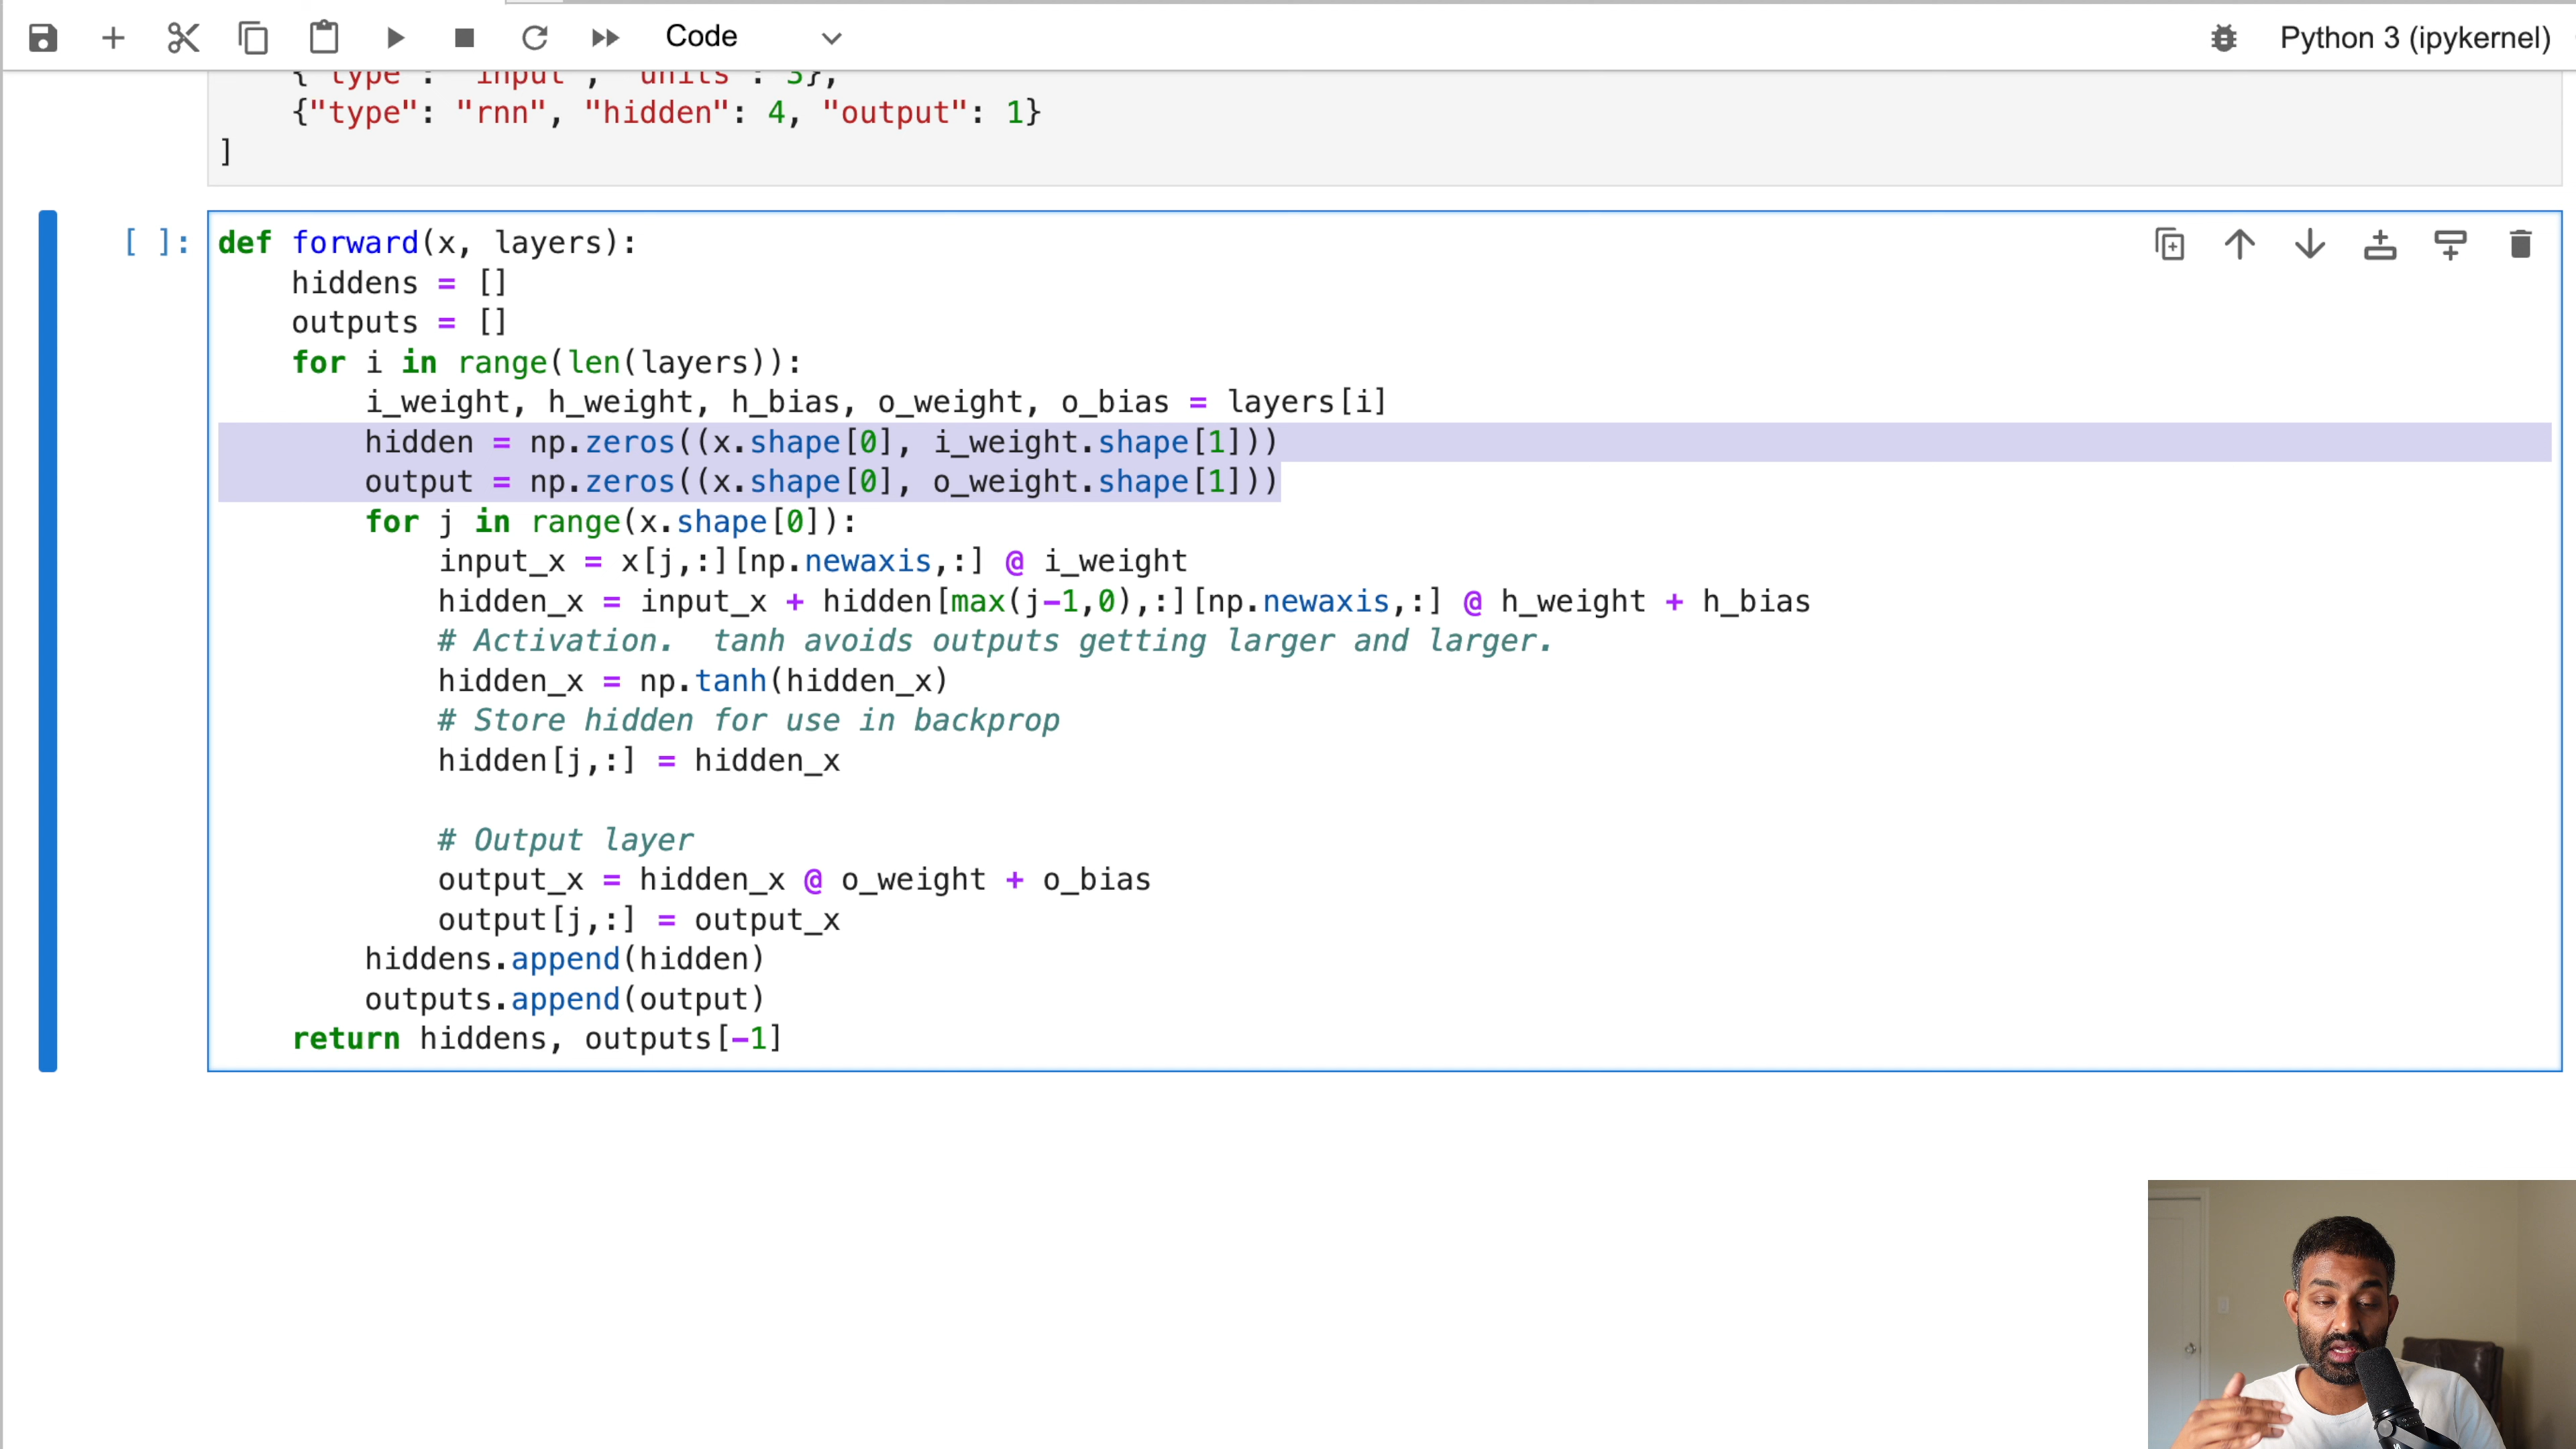 Code
Python 3 (ipykernel)
{"type": "input", "units": 3},
{"type": "rnn", "hidden": 4, "output": 1}
]
[ ]:
def forward(x, layers):
    hiddens = []
    outputs = []
    for i in range(len(layers)):
        i_weight, h_weight, h_bias, o_weight, o_bias = layers[i]
        hidden = np.zeros((x.shape[0], i_weight.shape[1]))
        output = np.zeros((x.shape[0], o_weight.shape[1]))
        for j in range(x.shape[0]):
            input_x = x[j,:][np.newaxis,:] @ i_weight
            hidden_x = input_x + hidden[max(j-1,0),:][np.newaxis,:] @ h_weight + h_bias
            # Activation.  tanh avoids outputs getting larger and larger.
            hidden_x = np.tanh(hidden_x)
            # Store hidden for use in backprop
            hidden[j,:] = hidden_x
            # Output layer
            output_x = hidden_x @ o_weight + o_bias
            output[j,:] = output_x
        hiddens.append(hidden)
        outputs.append(output)
    return hiddens, outputs[-1]